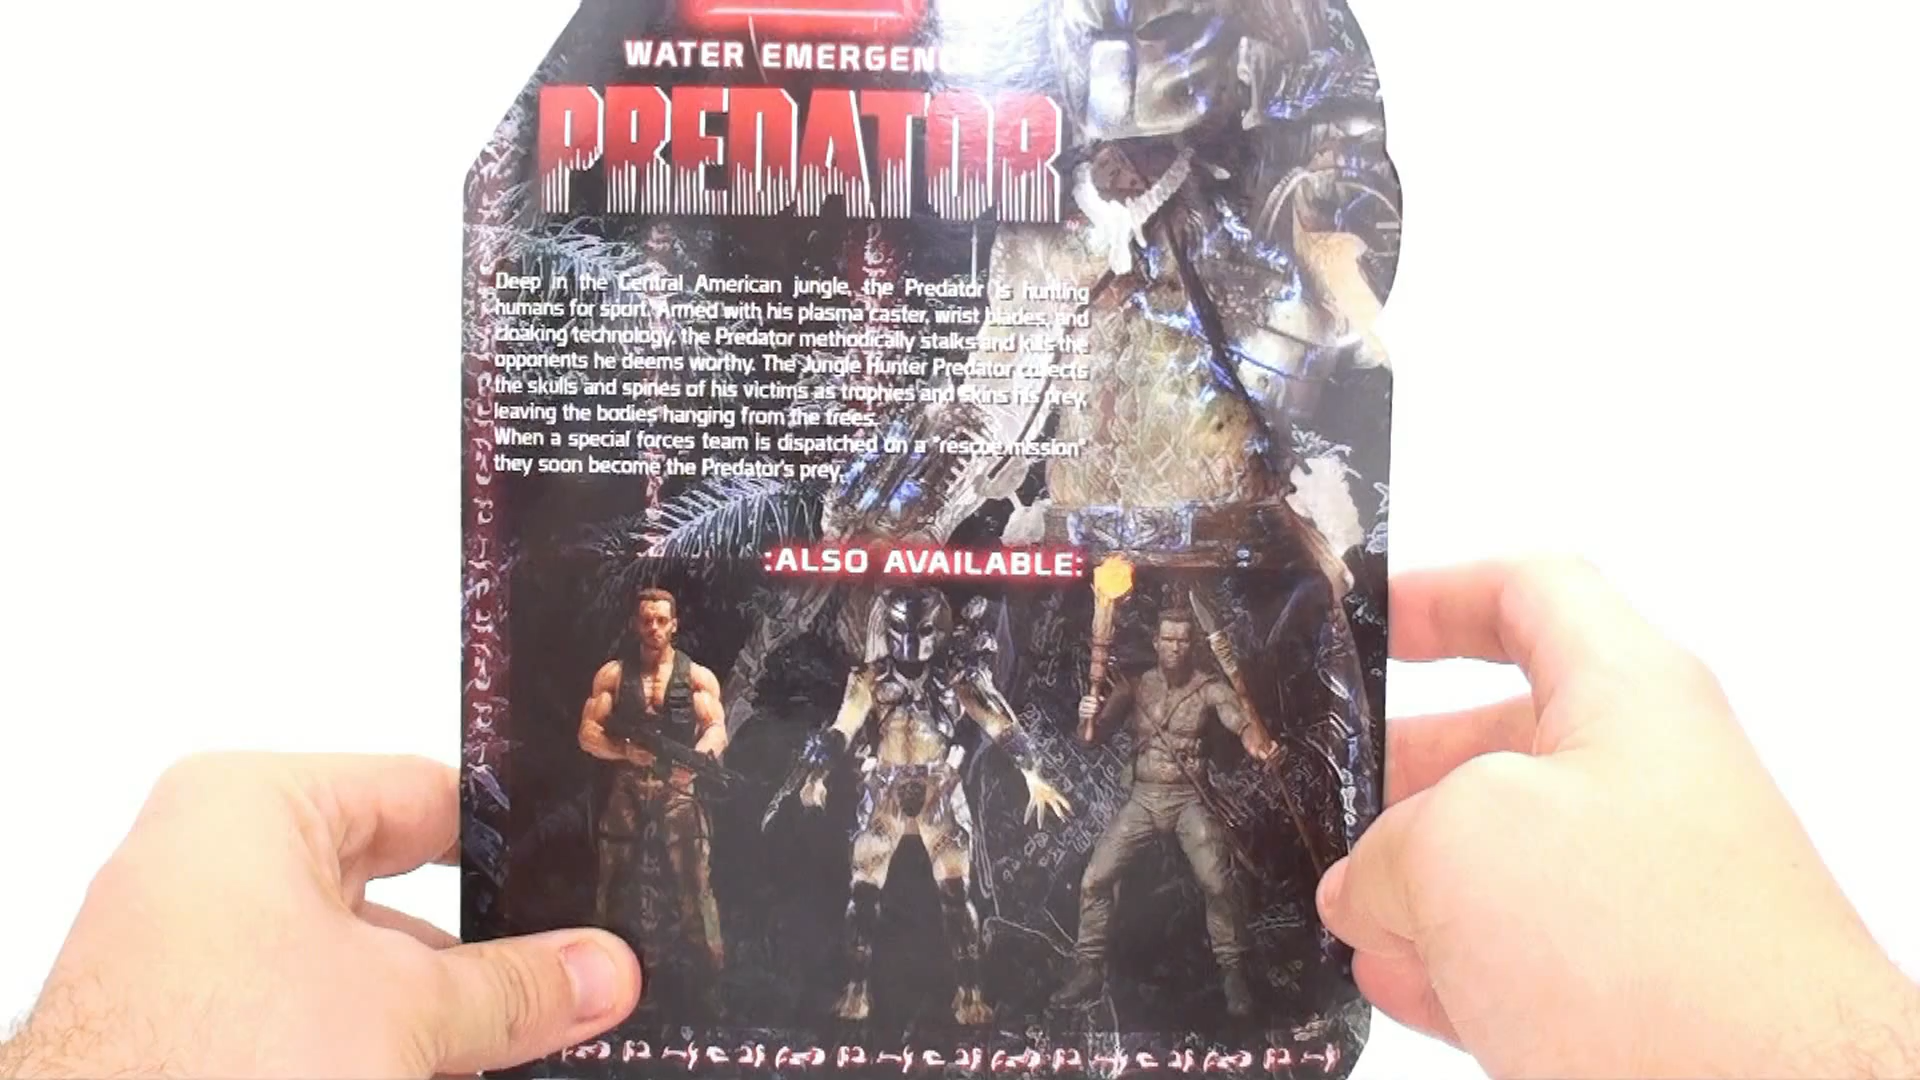 WATER EMERGENC
PREDATOR
Deep in the Central American jungle, the Predator is hunting
humans for sport. Armed with his plasma caster, wrist blades, and
cloaking technology, the Predator methodically stalks and kills the
opponents he deems worthy. The Jungle Hunter Predator collects
the skulls and spines of his victims as trophies and skins his prey,
leaving the bodies hanging from the trees.
When a special forces team is dispatched on a "rescue mission"
they soon become the Predator's prey.
:ALSO AVAILABLE: